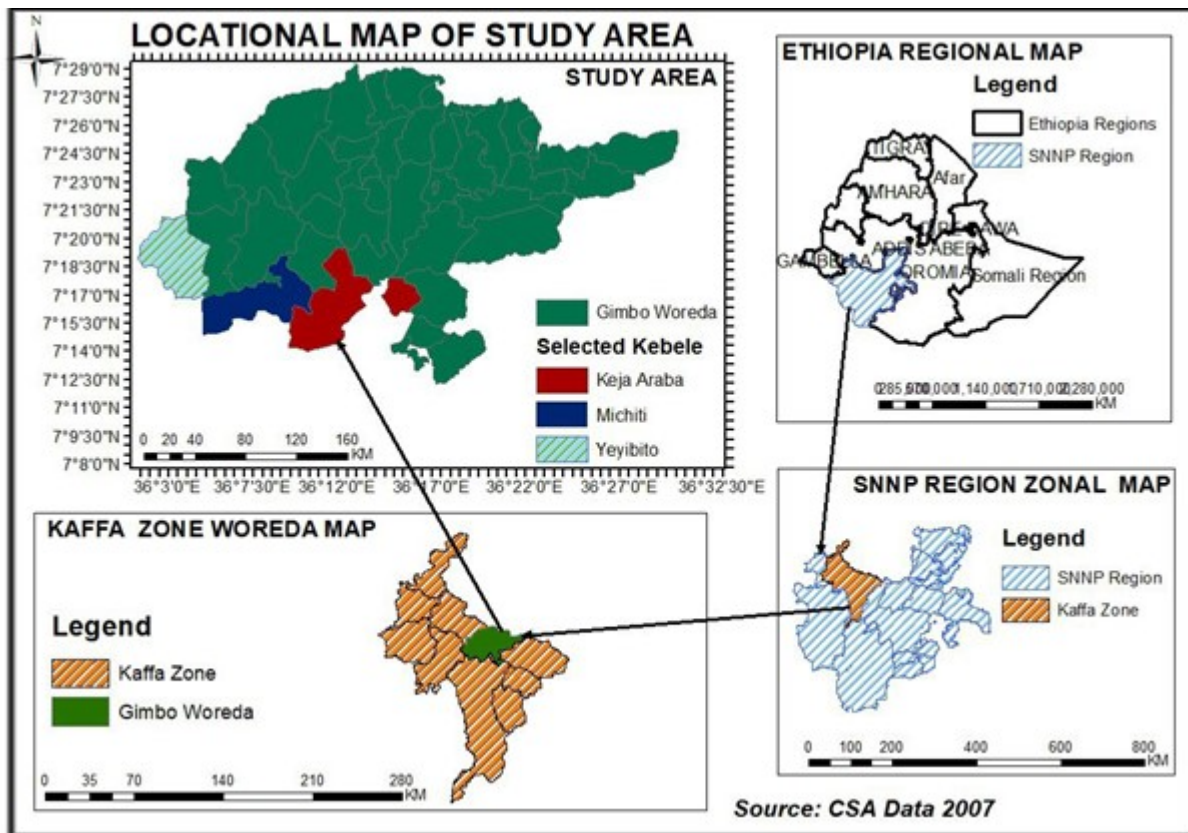 N
LOCATIONAL MAP OF STUDY AREA
STUDY AREA
7°29'0"N
7°27'30"N
7°26'0"N
7°24'30"N
7°23'0"N
7°21'30"N
7°20'0"N
7°18'30"N
7°17'0"N
7°15'30"N
7°14'0"N
7°12'30"N
7°11'0"N
7°9'30"N
7°8'0"N
Gimbo Woreda
Selected Kebele
Keja Araba
Michiti
Yeyibito
0 20 40 80 120 160
KM
36°3'0"E 36°7'30"E 36°12'0"E 36°17'0"E 36°22'0"E 36°27'0"E 36°32'30"E
ETHIOPIA REGIONAL MAP
Legend
Ethiopia Regions
SNNP Region
TIGRAY
Afar
AMHARA
GAMBELLA
OROMIA
Somali Region
KM
KAFFA ZONE WOREDA MAP
Legend
Kaffa Zone
Gimbo Woreda
0 35 70 140 210 280
KM
SNNP REGION ZONAL MAP
Legend
SNNP Region
Kaffa Zone
0 100 200 400 600 800
KM
Source: CSA Data 2007